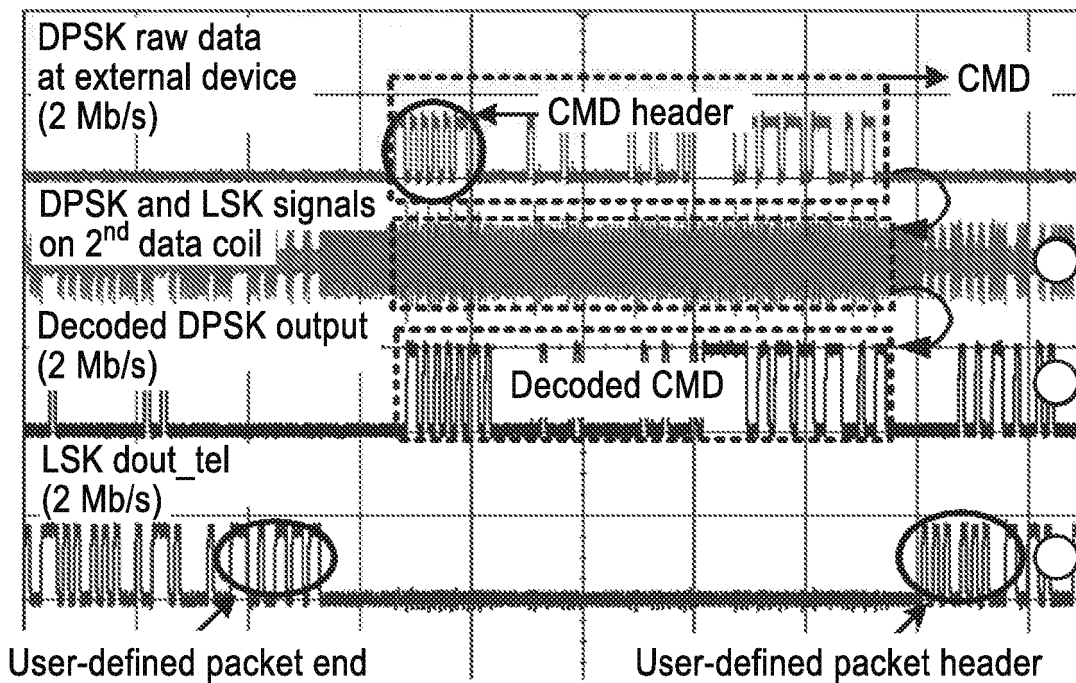 DPSK raw data
at external device
(2 Mb/s)
CMD
CMD header
DPSK and LSK signals
on 2nd data coil
Decoded DPSK output
(2 Mb/s)
Decoded CMD
LSK dout_tel
(2 Mb/s)
User-defined packet end
User-defined packet header